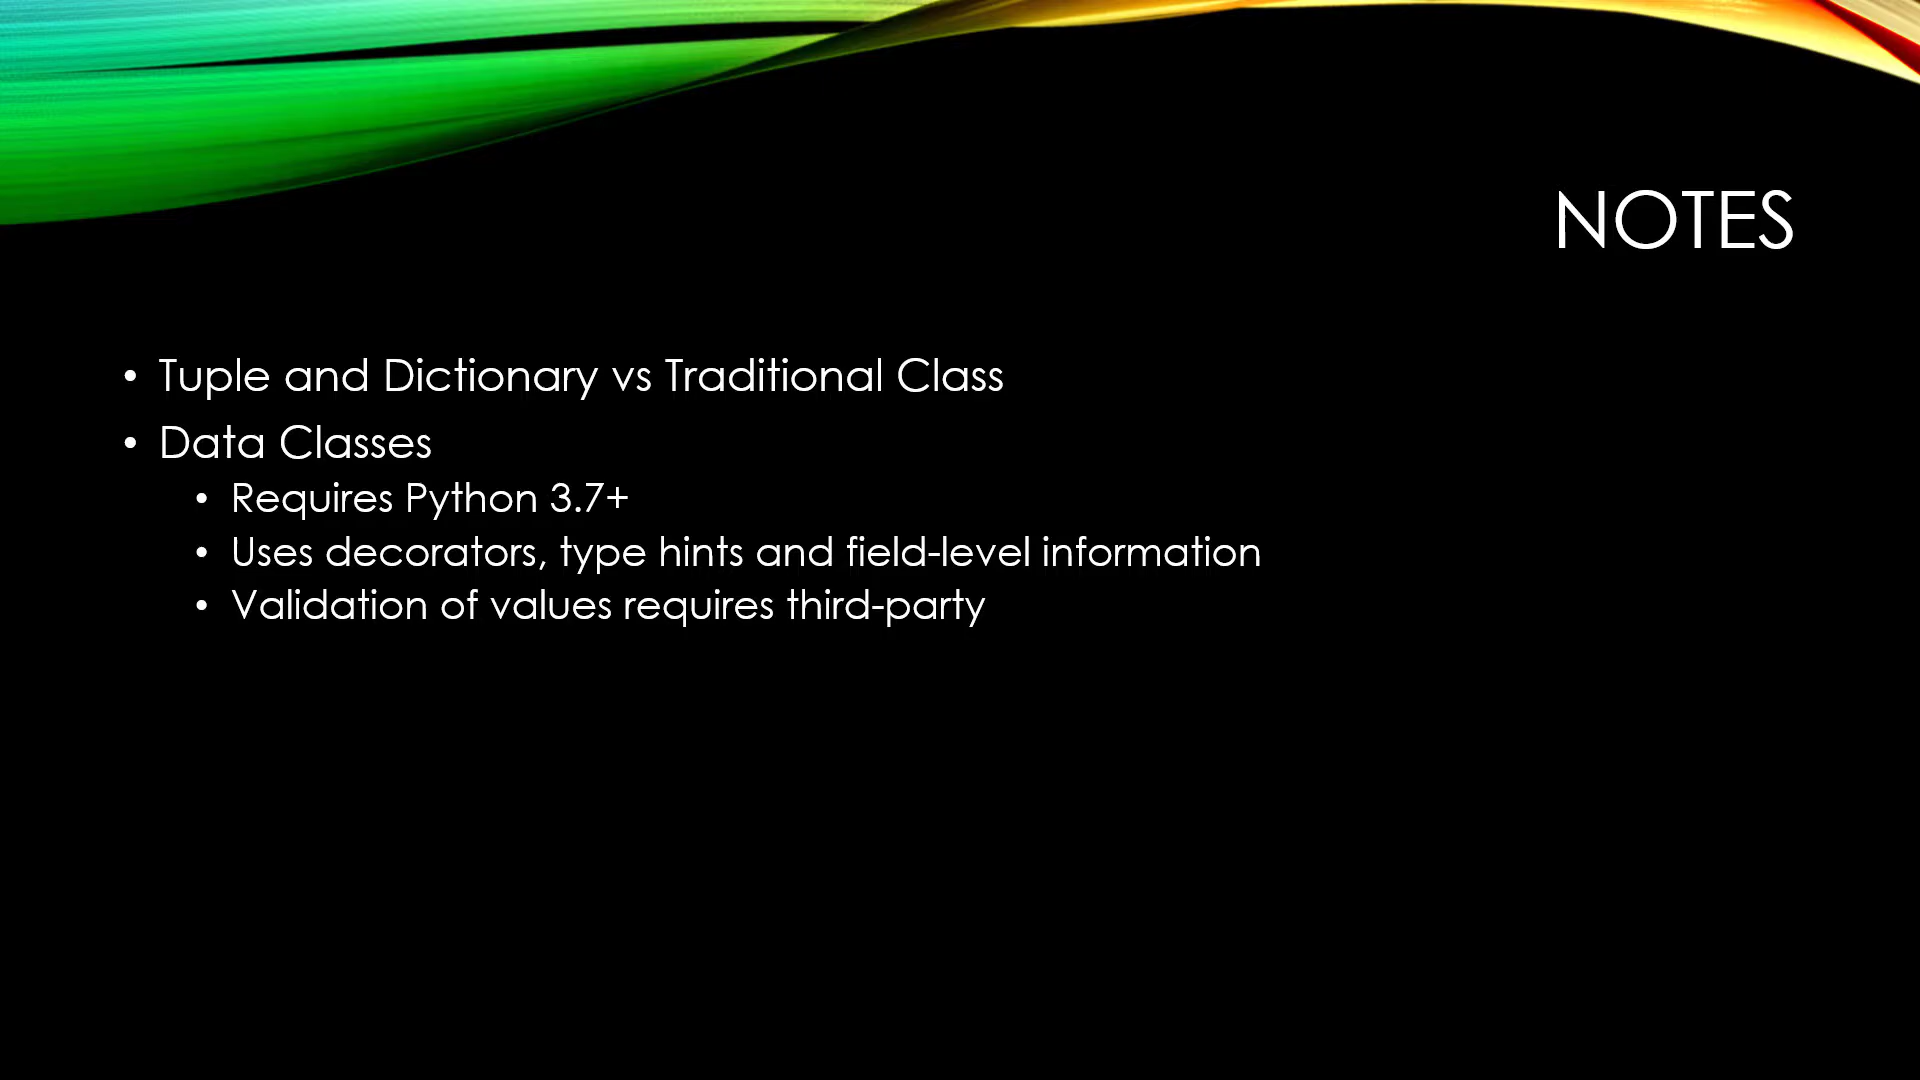 NOTES
• Tuple and Dictionary vs Traditional Class
• Data Classes
• Requires Python 3.7+
• Uses decorators, type hints and field-level information
• Validation of values requires third-party